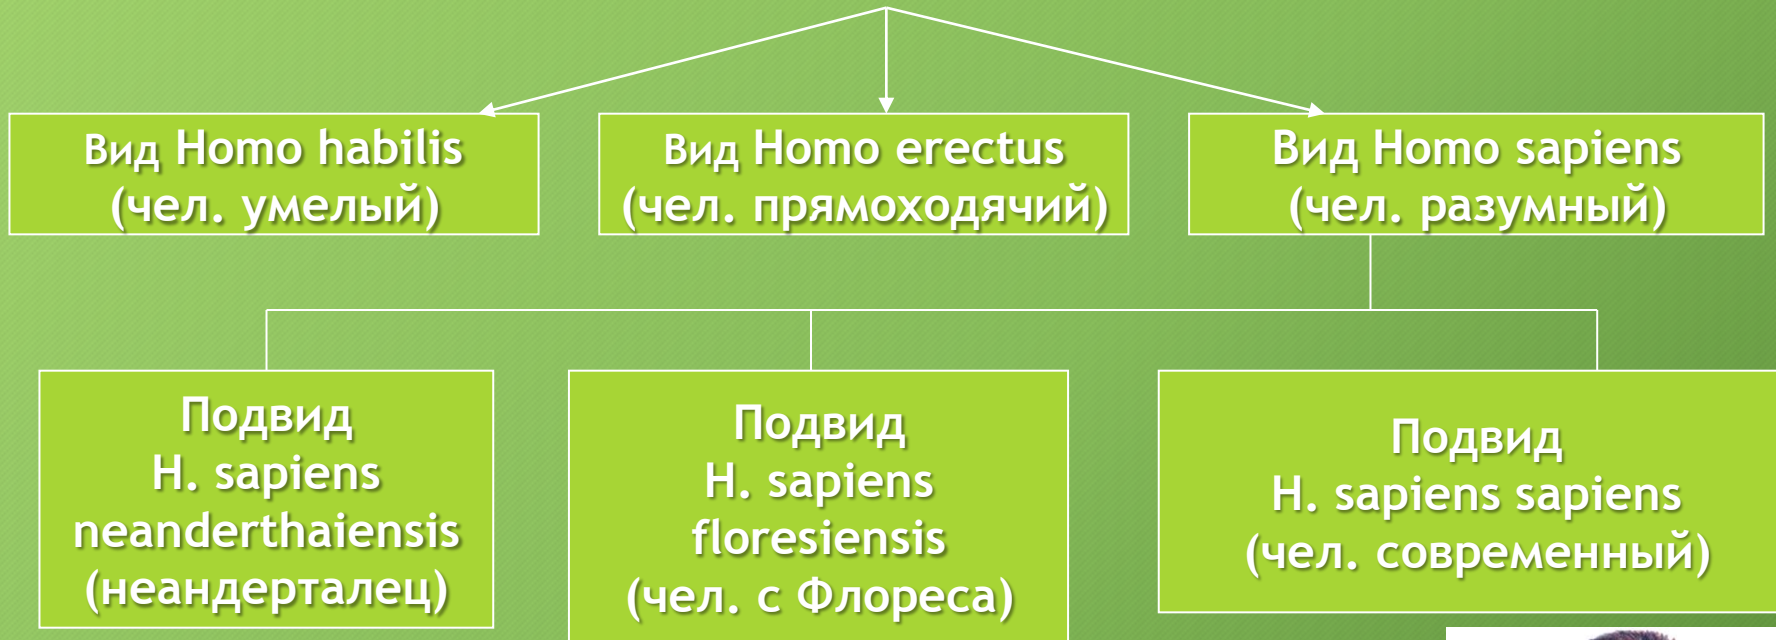 Вид Homo habilis
(чел. умелый)
Вид Homo erectus
(чел. прямоходячий)
Вид Homo sapiens
(чел. разумный)
Подвид
H. sapiens
neanderthaiensis
(неандерталец)
Подвид
H. sapiens
floresiensis
(чел. с Флореса)
Подвид
H. sapiens sapiens
(чел. современный)